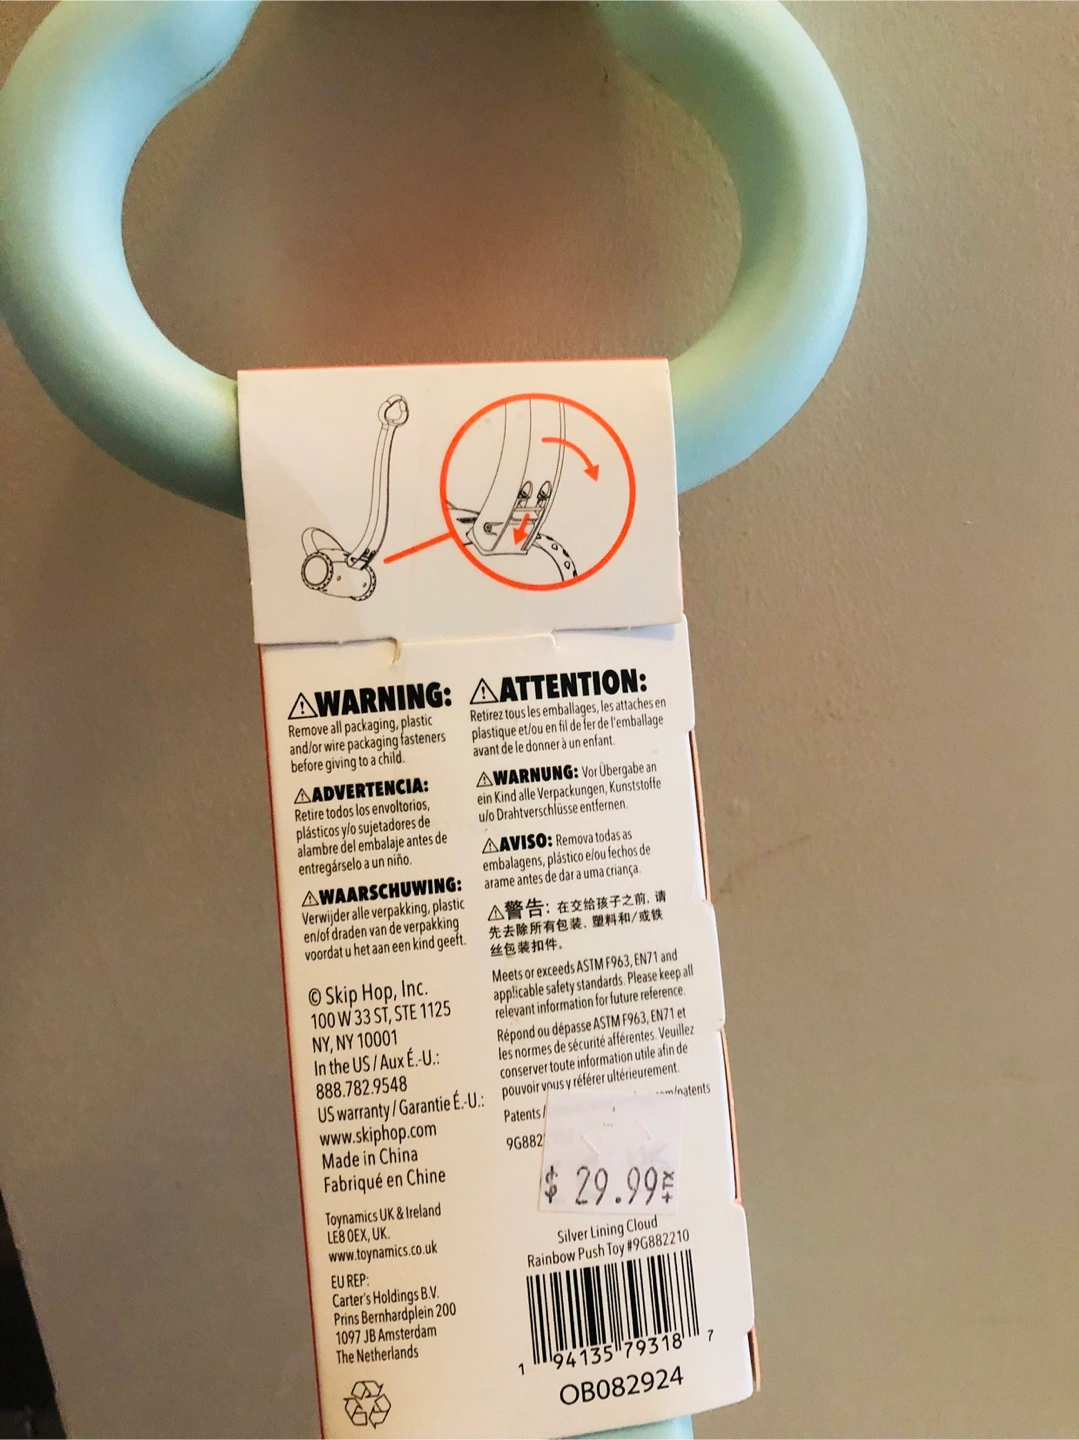 ⚠WARNING:
Remove all packaging, plastic
and/or wire packaging fasteners
before giving to a child.
⚠ADVERTENCIA:
Retire todos los envoltorios,
plásticos y/o sujetadores de
alambre del embalaje antes de
entregárselo a un niño.
⚠WAARSCHUWING:
Verwijder alle verpakking, plastic
en/of draden van de verpakking
voordat u het aan een kind geeft.
© Skip Hop, Inc.
100 W 33 ST, STE 1125
NY, NY 10001
In the US / Aux É.-U.:
888.782.9548
US warranty / Garantie É.-U.:
www.skiphop.com
Made in China
Fabriqué en Chine
Toynamics UK & Ireland
LE8 0EX, UK.
www.toynamics.co.uk
EU REP:
Carter's Holdings B.V.
Prins Bernhardplein 200
1097 JB Amsterdam
The Netherlands
⚠ATTENTION:
Retirez tous les emballages, les attaches en
plastique et/ou en fil de fer de l'emballage
avant de le donner à un enfant.
⚠WARNUNG: Vor Übergabe an
ein Kind alle Verpackungen, Kunststoffe
u/o Drahtverschlüsse entfernen.
⚠AVISO: Remova todas as
embalagens, plástico e/ou fechos de
arame antes de dar a uma criança.
⚠警告: 在交给孩子之前, 请
先去除所有包装、塑料和/或铁
丝包装扣件。
Meets or exceeds ASTM F963, EN71 and
applicable safety standards. Please keep all
relevant information for future reference.
Répond ou dépasse ASTM F963, EN71 et
les normes de sécurité afférentes. Veuillez
conserver toute information utile afin de
pouvoir vous y référer ultérieurement.
Patents/ com/patents
9G882
$ 29.99 +TX
Silver Lining Cloud
Rainbow Push Toy #9G882210
1 94135 79318 7
OB082924